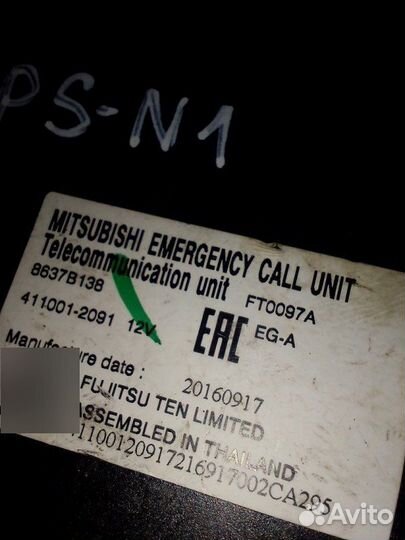 PS-N1
MITSUBISHI EMERGENCY CALL UNIT
Telecommunication unit FT0097A
8637B138
411001-2091 12V EAC EG-A
Manufacture date : 20160917
FUJITSU TEN LIMITED
ASSEMBLED IN THAILAND
1100120917216917002CA295
Avito